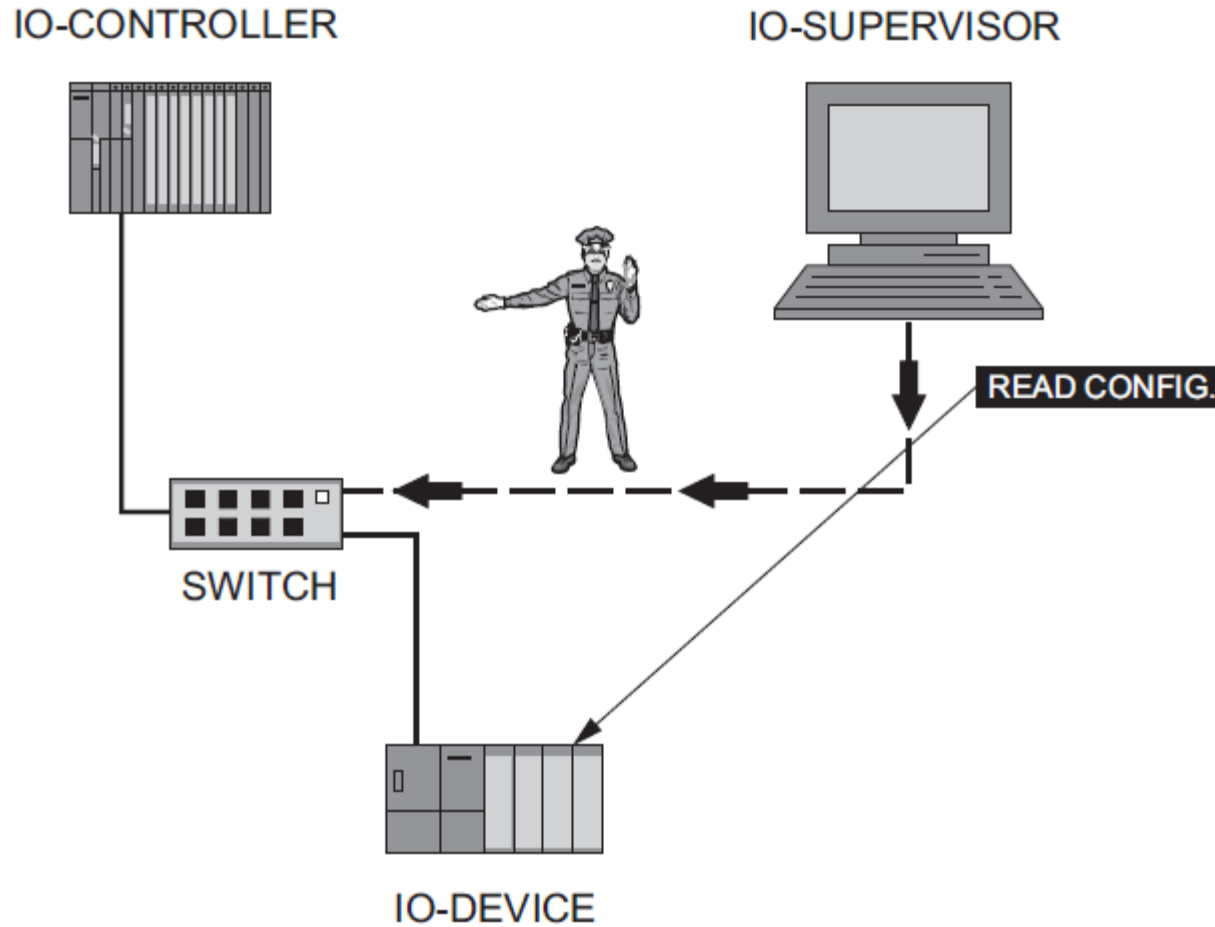 IO-CONTROLLER
IO-SUPERVISOR
READ CONFIG.
SWITCH
IO-DEVICE